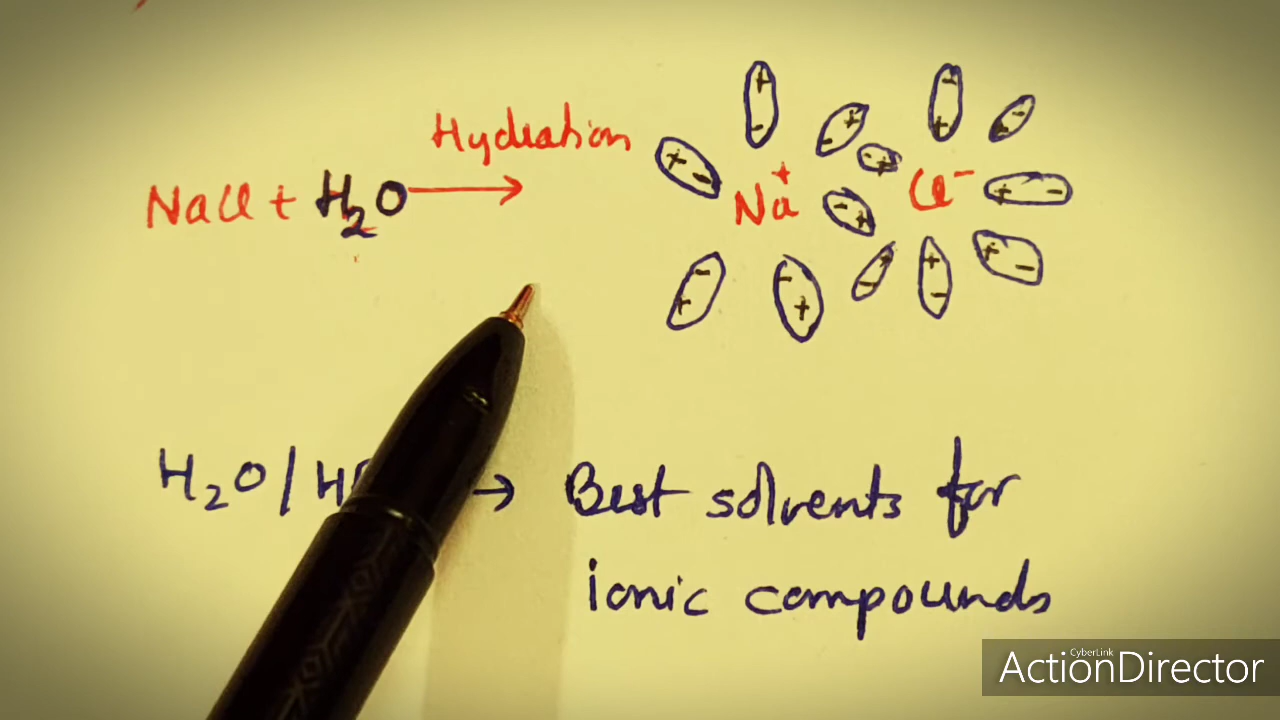 Hydration
NaCl + H₂O → Na⁺ Cl⁻
H₂O / → Best solvents for
ionic compounds
CyberLink
ActionDirector